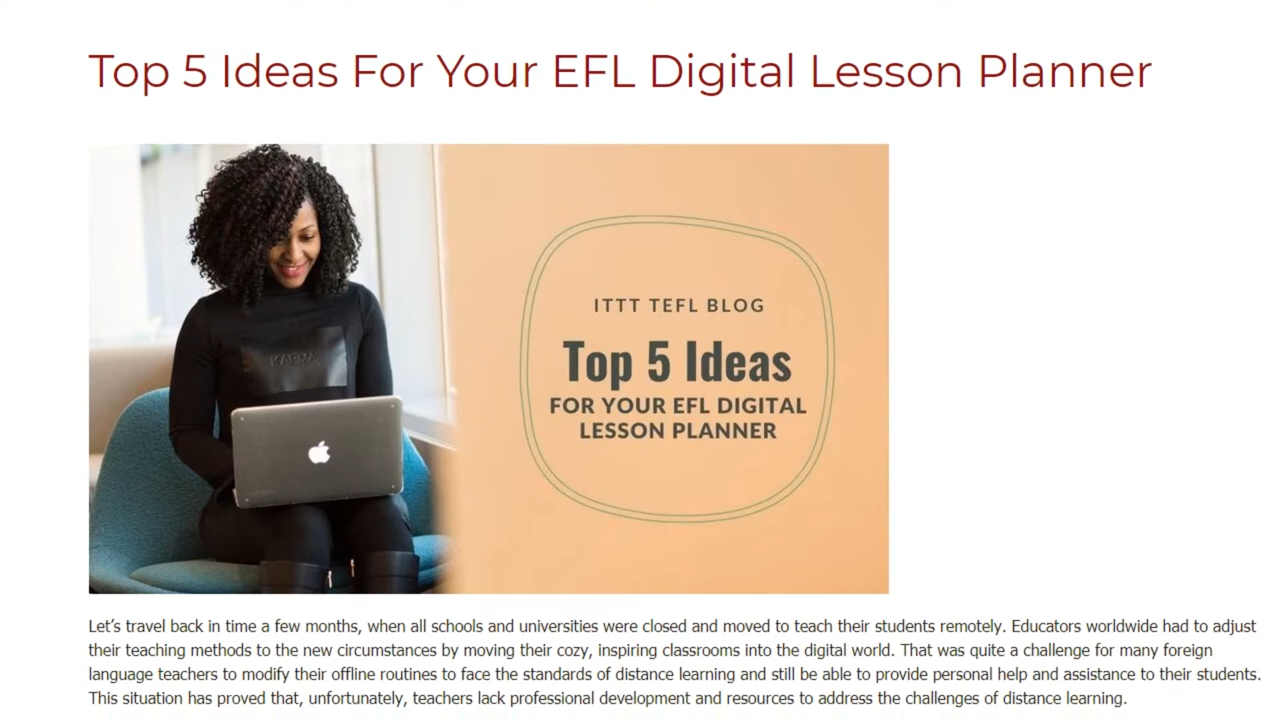 Top 5 Ideas For Your EFL Digital Lesson Planner
KARMA
ITTT TEFL BLOG
Top 5 Ideas
FOR YOUR EFL DIGITAL
LESSON PLANNER
Let's travel back in time a few months, when all schools and universities were closed and moved to teach their students remotely. Educators worldwide had to adjust
their teaching methods to the new circumstances by moving their cozy, inspiring classrooms into the digital world. That was quite a challenge for many foreign
language teachers to modify their offline routines to face the standards of distance learning and still be able to provide personal help and assistance to their students.
This situation has proved that, unfortunately, teachers lack professional development and resources to address the challenges of distance learning.